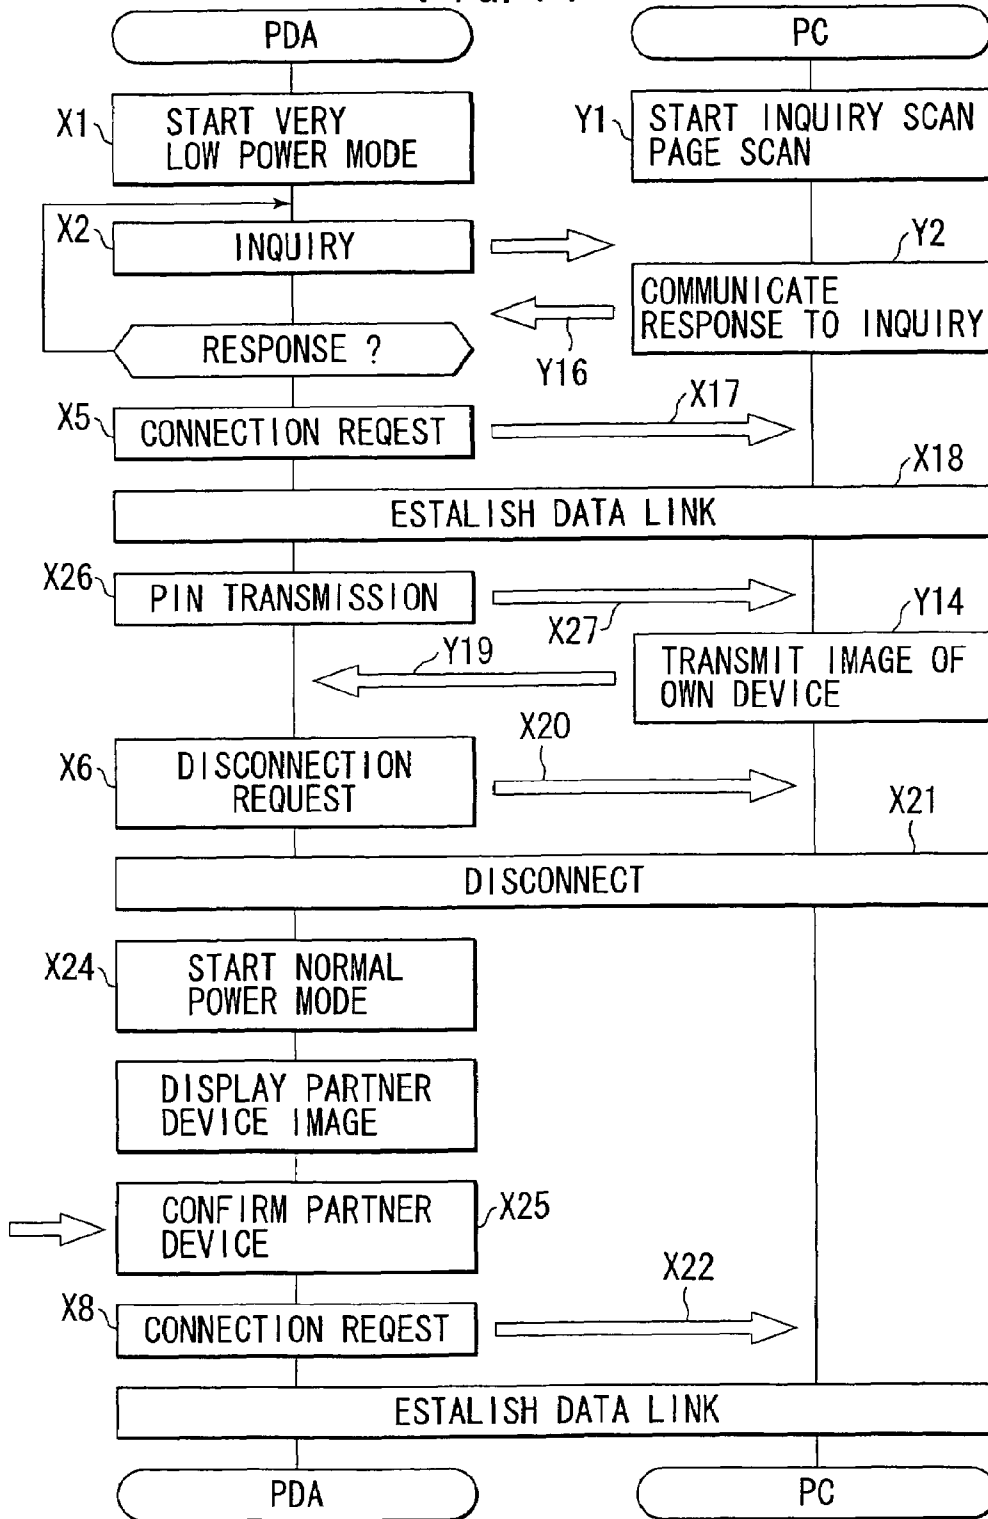 PDA
PC
X1
START VERY
LOW POWER MODE
Y1
START INQUIRY SCAN
PAGE SCAN
X2
INQUIRY
Y2
COMMUNICATE
RESPONSE TO INQUIRY
RESPONSE ?
Y16
X5
CONNECTION REQEST
X17
X18
ESTALISH DATA LINK
X26
PIN TRANSMISSION
X27
Y14
Y19
TRANSMIT IMAGE OF
OWN DEVICE
X6
DISCONNECTION
REQUEST
X20
X21
DISCONNECT
X24
START NORMAL
POWER MODE
DISPLAY PARTNER
DEVICE IMAGE
CONFIRM PARTNER
DEVICE
X25
X8
CONNECTION REQEST
X22
ESTALISH DATA LINK
PDA
PC